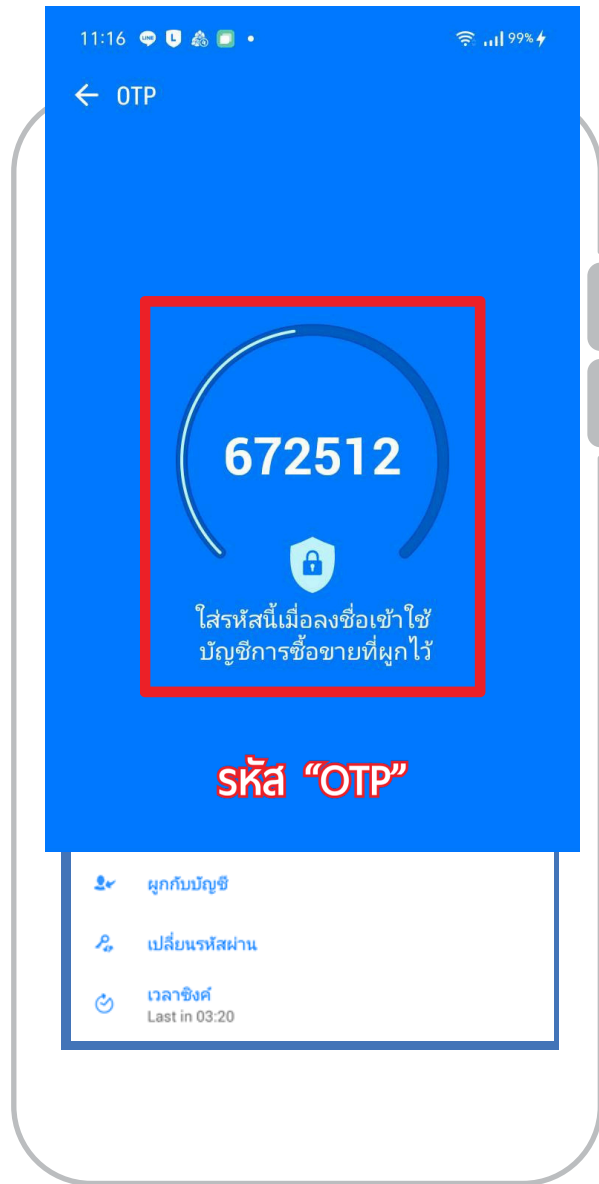 11:16 99%
OTP
672512
ใส่รหัสนี้เมื่อลงชื่อเข้าใช้
บัญชีการซื้อขายที่ผูกไว้
รหัส “OTP”
ผูกกับบัญชี
เปลี่ยนรหัสผ่าน
เวลาซิงค์
Last in 03:20